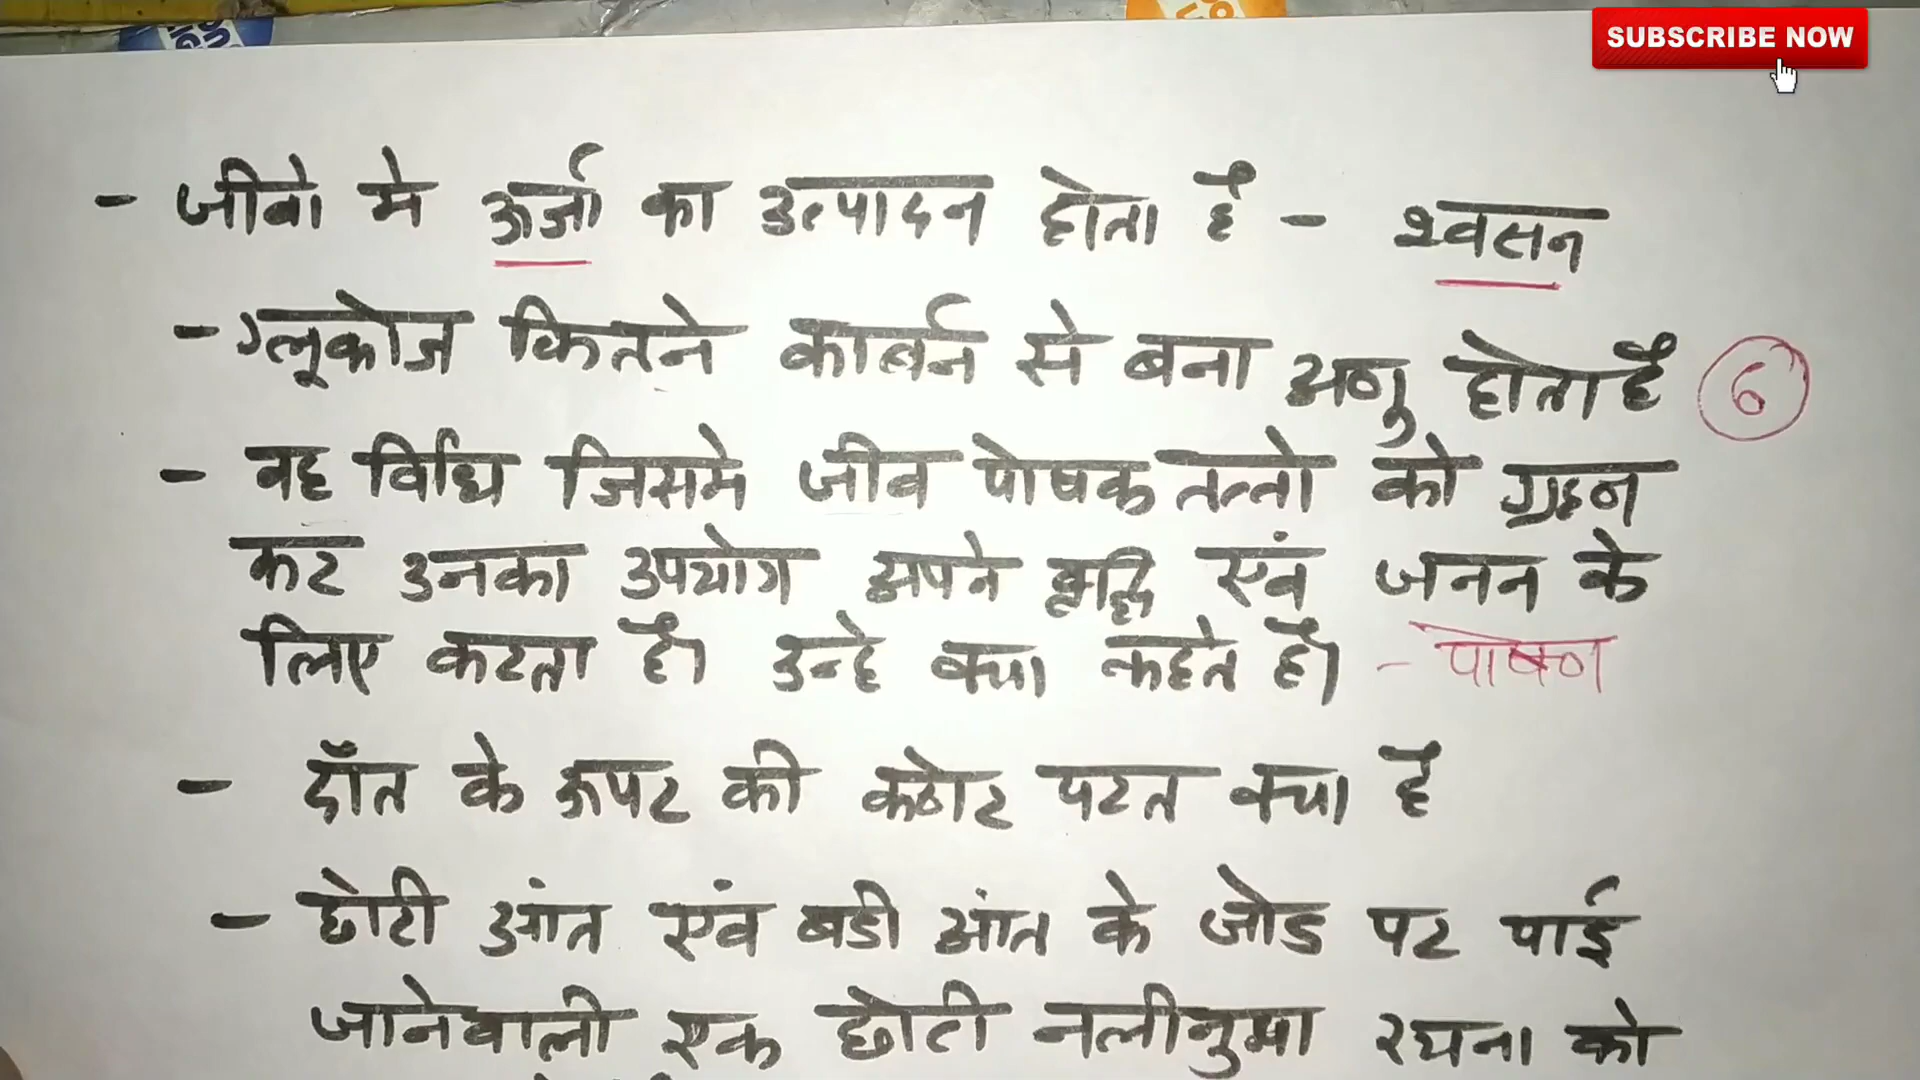 SUBSCRIBE NOW
- जीवो मे ऊर्जा का उत्पादन होता है - श्वसन
- ग्लूकोज कितने कार्बन से बना अणु होता है 6
- वह विधि जिसमे जीव पोषक तत्तो को ग्रहन
कर उनका उपयोग अपने वृद्धि एवं जनन के
लिए करता है। उन्हे क्या कहते है। - पोषण
- दाँत के ऊपर की कठोर परत क्या है
- छोटी आंत एवं बडी आंत के जोड पर पाई
जानेवाली एक छोटी नलीनुमा रचना को